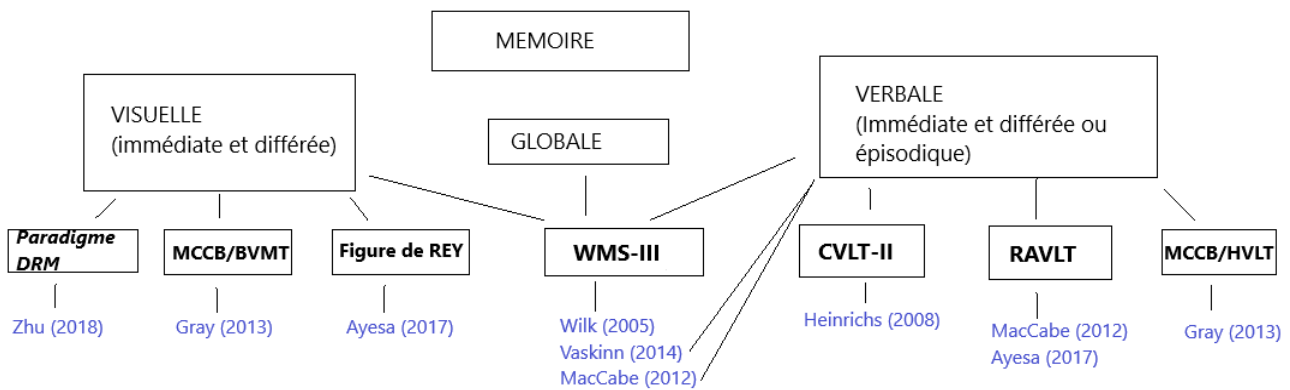 MEMOIRE
VISUELLE
(immédiate et différée)
GLOBALE
VERBALE
(Immédiate et différée ou
épisodique)
Paradigme
DRM
MCCB/BVMT
Figure de REY
WMS-III
CVLT-II
RAVLT
MCCB/HVLT
Zhu (2018)
Gray (2013)
Ayesa (2017)
Wilk (2005)
Vaskinn (2014)
MacCabe (2012)
Heinrichs (2008)
MacCabe (2012)
Ayesa (2017)
Gray (2013)